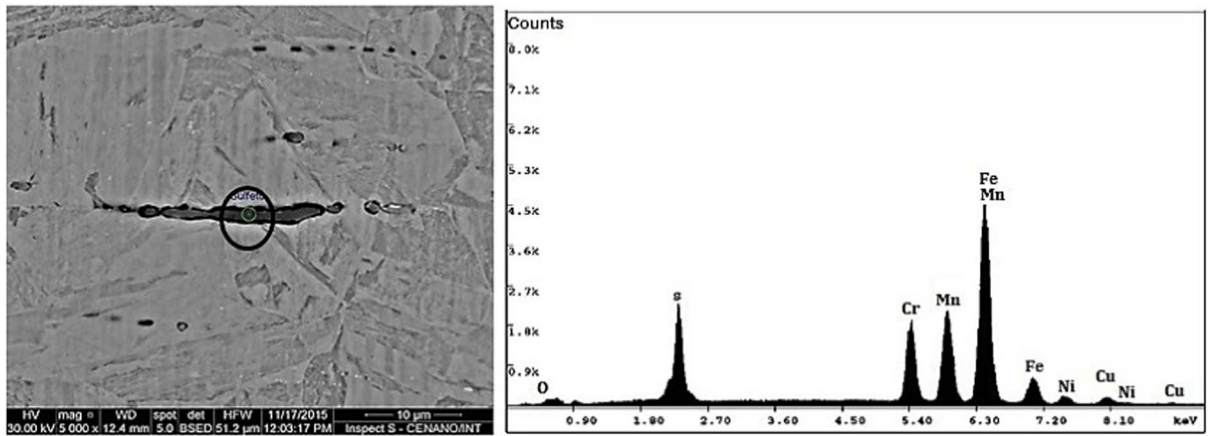 Sulfeto
HV mag WD spot det HFW 11/17/2015 10 µm
30.00 kV 5 000 x 12.4 mm 5.0 BSED 51.2 µm 12:03:17 PM Inspect S - CENANO/INT
Counts
8.0k
7.1k
6.2k
5.3k
4.5k
3.6k
2.7k
1.8k
0.9k
O
S
Cr
Mn
Fe
Mn
Fe
Ni
Cu
Ni
Cu
0.90 1.80 2.70 3.60 4.50 5.40 6.30 7.20 8.10 keV